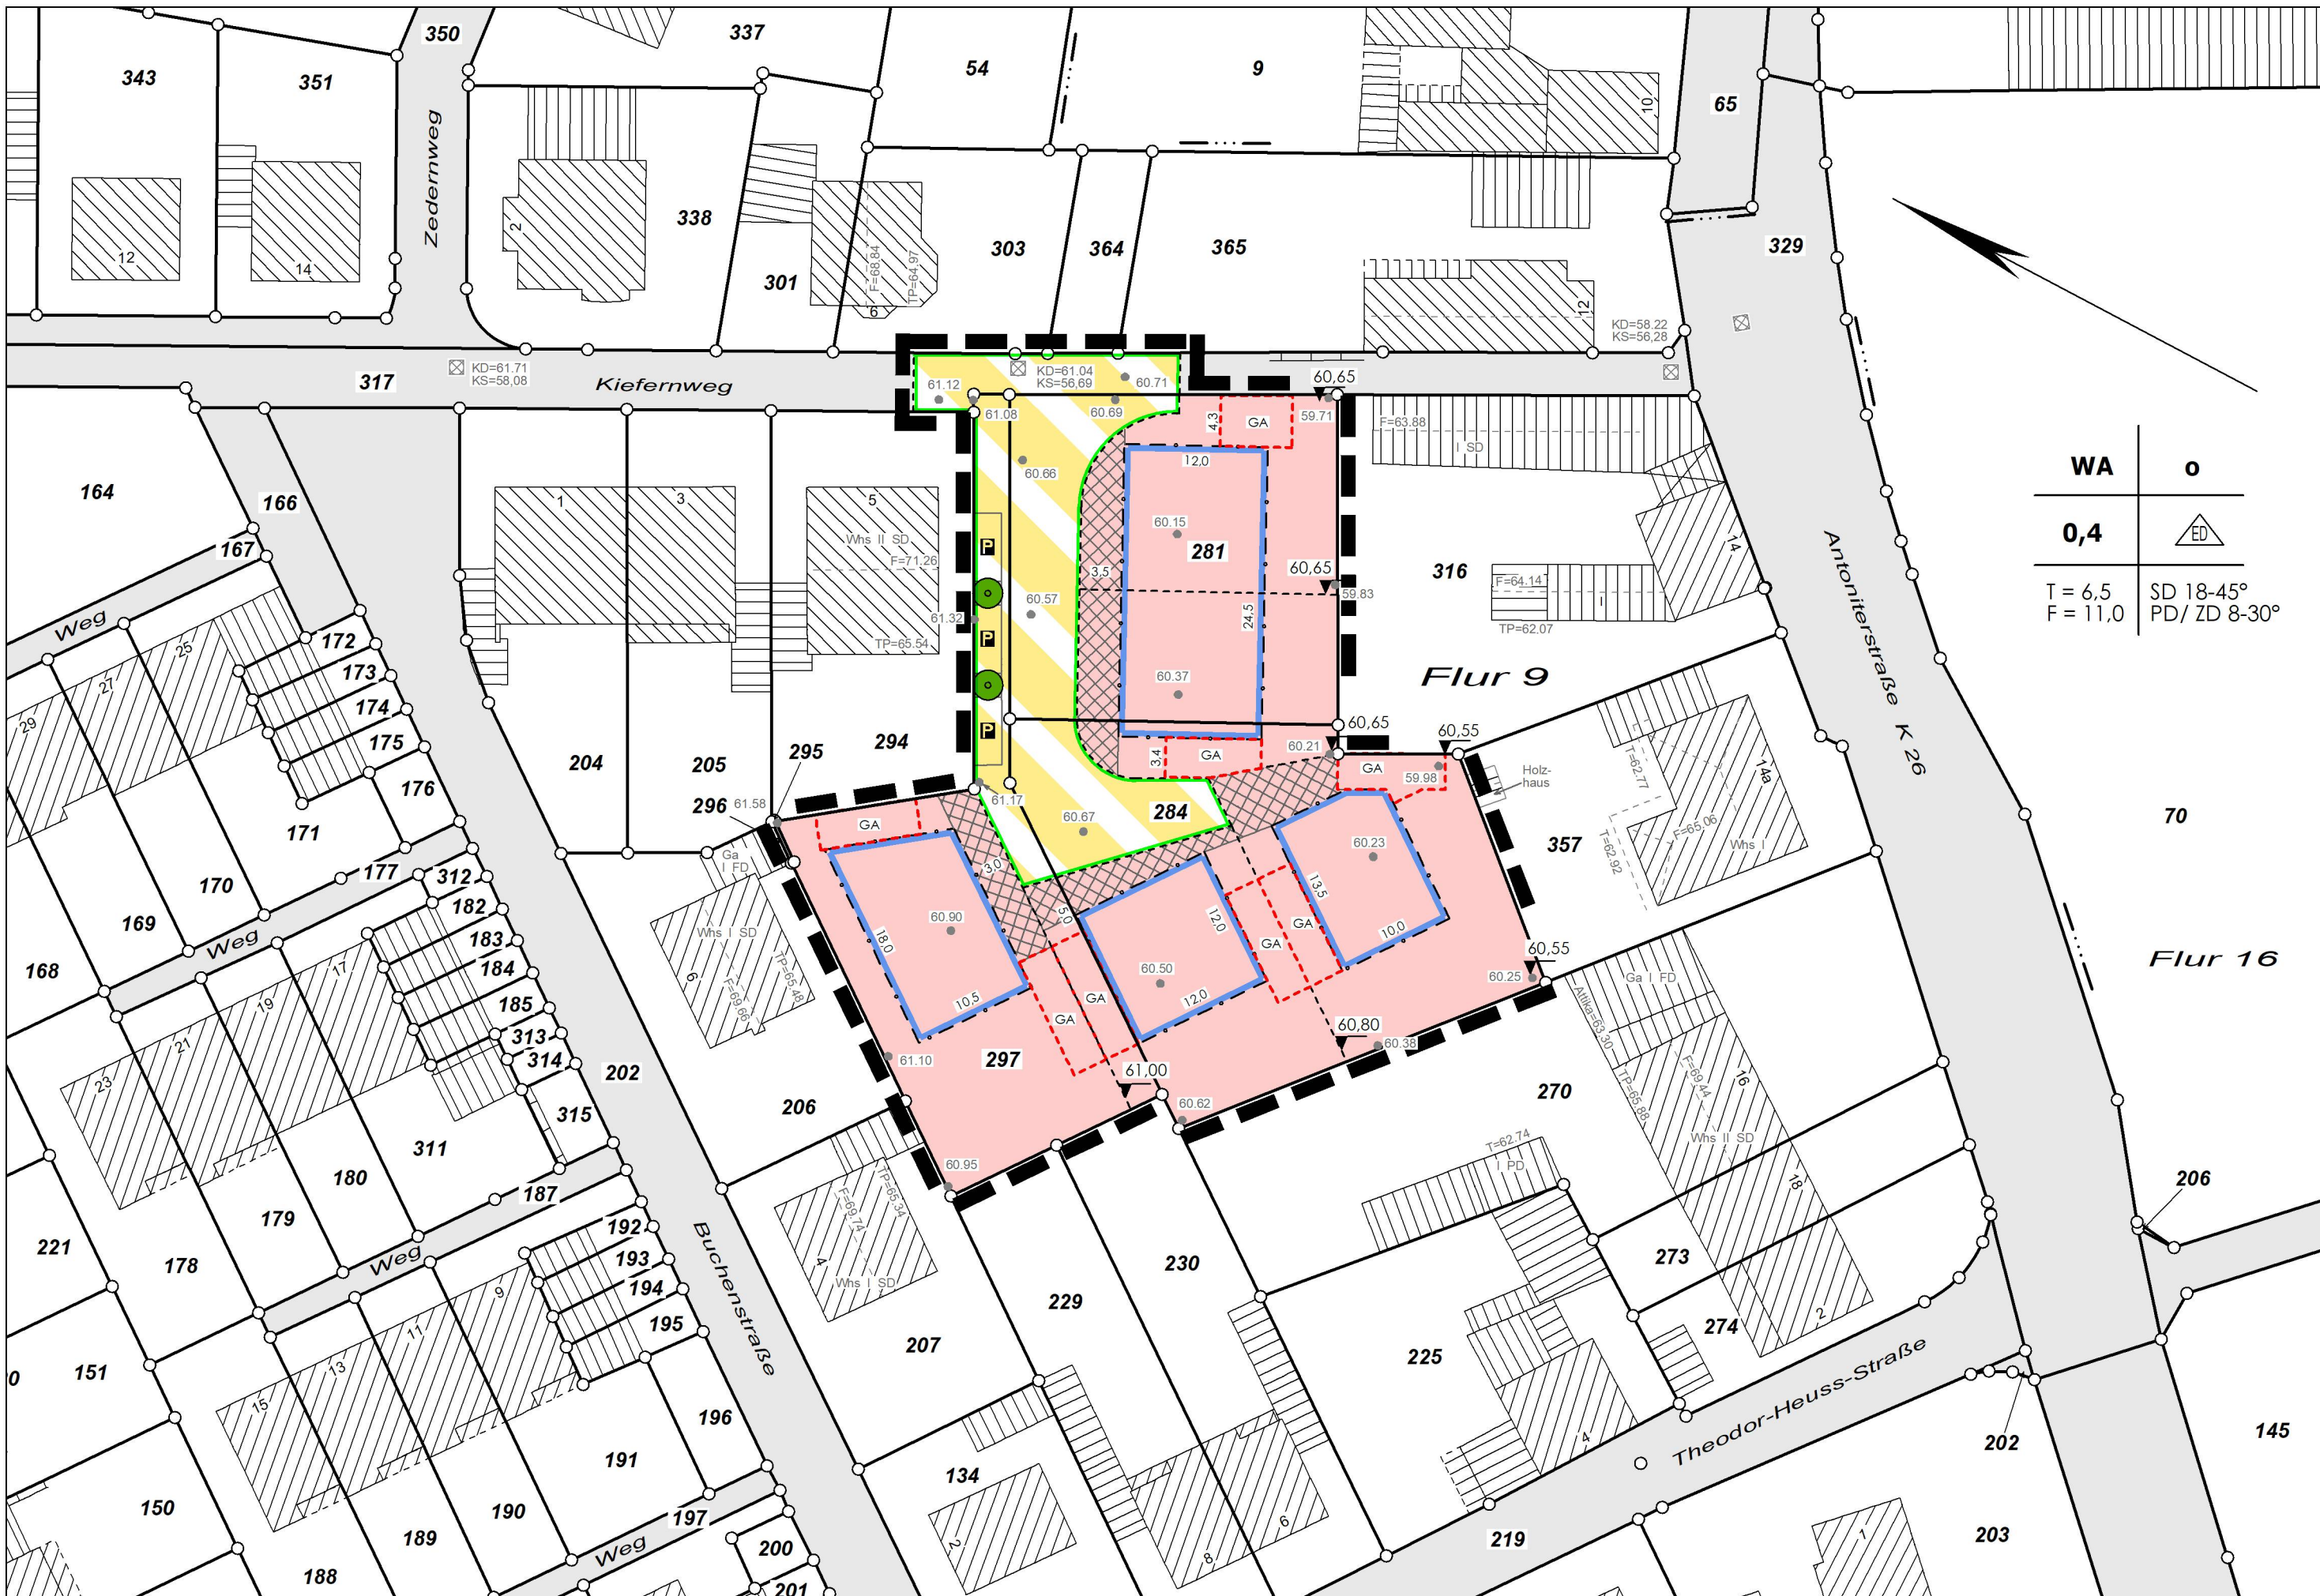 350
337
343
351
54
9
65
10
Zedernweg
2
338
303
364
365
329
12
14
301
F=68.84
TP=64.97
6
12
KD=58.22
KS=56,28
KD=61.71
KS=58,08
317
Kiefernweg
KD=61.04
KS=56,69
61.12
60.71
61.08
60.69
60,65
59.71
4,3
GA
F=63.88
I SD
12,0
WA
o
164
166
167
1
3
5
Whs II SD
F=71.26
60.66
P
60.15
281
3,5
60,65
59.83
316
F=64.14
I
TP=62,07
14
0,4
ED
T = 6,5
F = 11,0
SD 18-45°
PD/ ZD 8-30°
Antoniterstraße K 26
Weg
25
27
29
172
173
174
175
176
61.32
TP=65.54
60.57
P
24,5
60.37
Flur 9
P
60,65
60,55
204
205
295
294
296
61.58
3,4
GA
60.21
GA
59.98
Holz-
haus
T=62.77
14a
T=62.92
F=65.06
Whs I
357
70
171
61.17
60.67
284
GA
Ga
I FD
60.23
170
177
312
182
169
183
184
168
Weg
3,0
60.90
18,0
5,0
12,0
13,5
GA
GA
10,0
60,55
60.25
Flur 16
Whs I SD
6
TP=65.48
F=69.66
17
19
21
23
185
313
314
315
10,5
60.50
12,0
GA
GA
Ga I FD
Attika=63.30
60,80
60.38
202
61.10
297
61,00
60.62
206
270
TP=65.88
F=69.44
16
Whs II SD
18
2
311
180
187
60.95
T=62.74
I PD
206
179
178
221
Weg
192
193
194
195
Buchenstraße
TP=65.34
F=69.74
4
Whs I SD
230
229
273
274
9
11
13
15
207
225
151
0
196
191
190
134
Theodor-Heuss-Straße
4
202
145
150
189
197
Weg
188
200
201
2
8
6
219
1
203